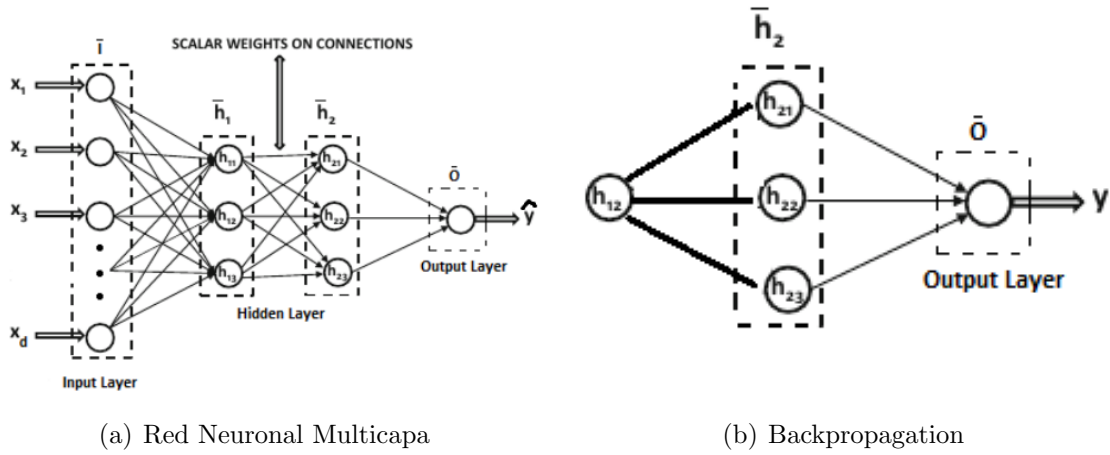 SCALAR WEIGHTS ON CONNECTIONS
ī
x₁
x₂
x₃
x_d
h̄₁
h̄₂
h₁₁
h₁₂
h₁₃
h₂₁
h₂₂
h₂₃
ō
ŷ
Output Layer
Hidden Layer
Input Layer
(a) Red Neuronal Multicapa
h̄₂
h₂₁
h₁₂
h₂₂
h₂₃
ō
y
Output Layer
(b) Backpropagation